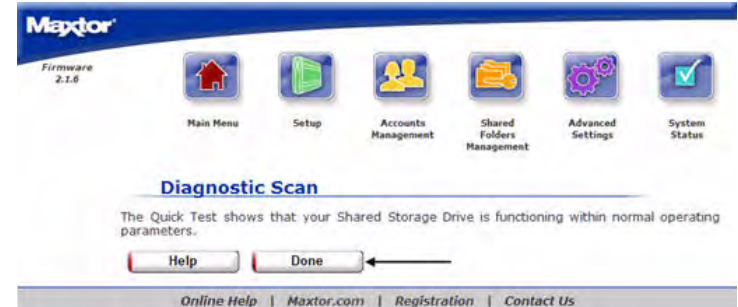 Maxtor
Firmware
2.1.6
Main Menu
Setup
Accounts
Management
Shared
Folders
Management
Advanced
Settings
System
Status
Diagnostic Scan
The Quick Test shows that your Shared Storage Drive is functioning within normal operating
parameters.
Help
Done
Online Help | Maxtor.com | Registration | Contact Us